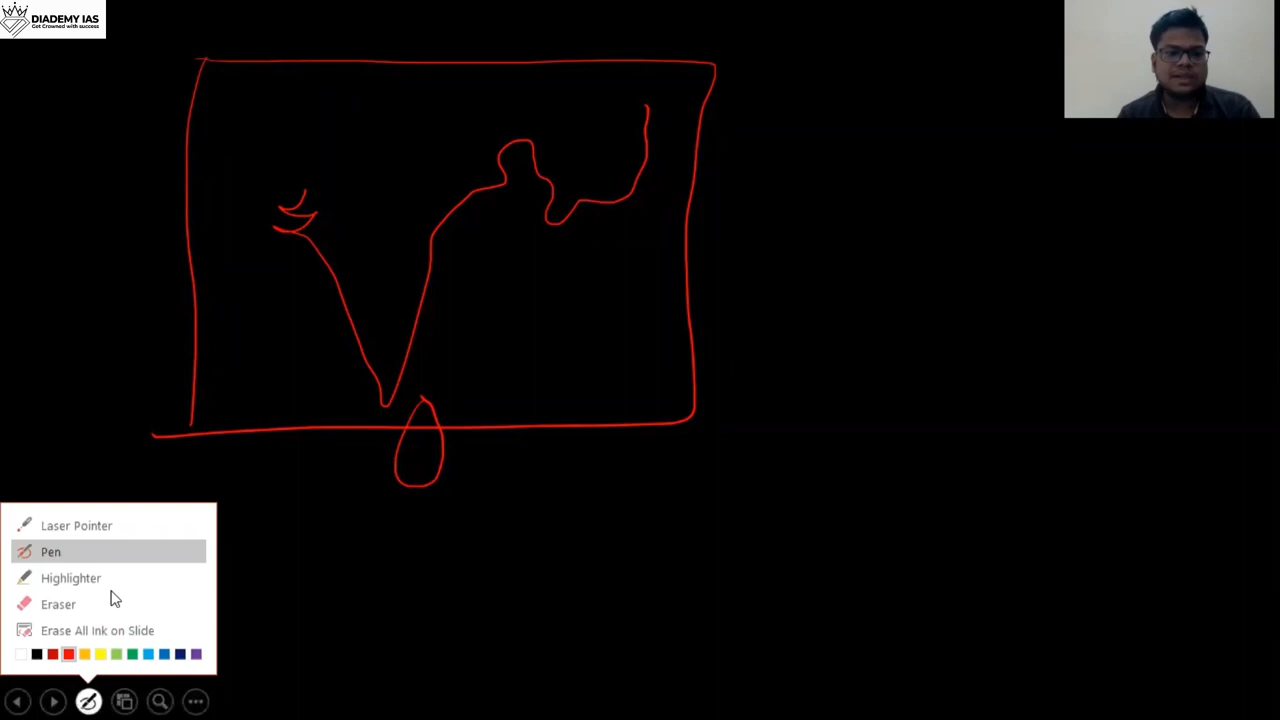 DIADEMY IAS
Get Crowned with success
Laser Pointer
Pen
Highlighter
Eraser
Erase All Ink on Slide